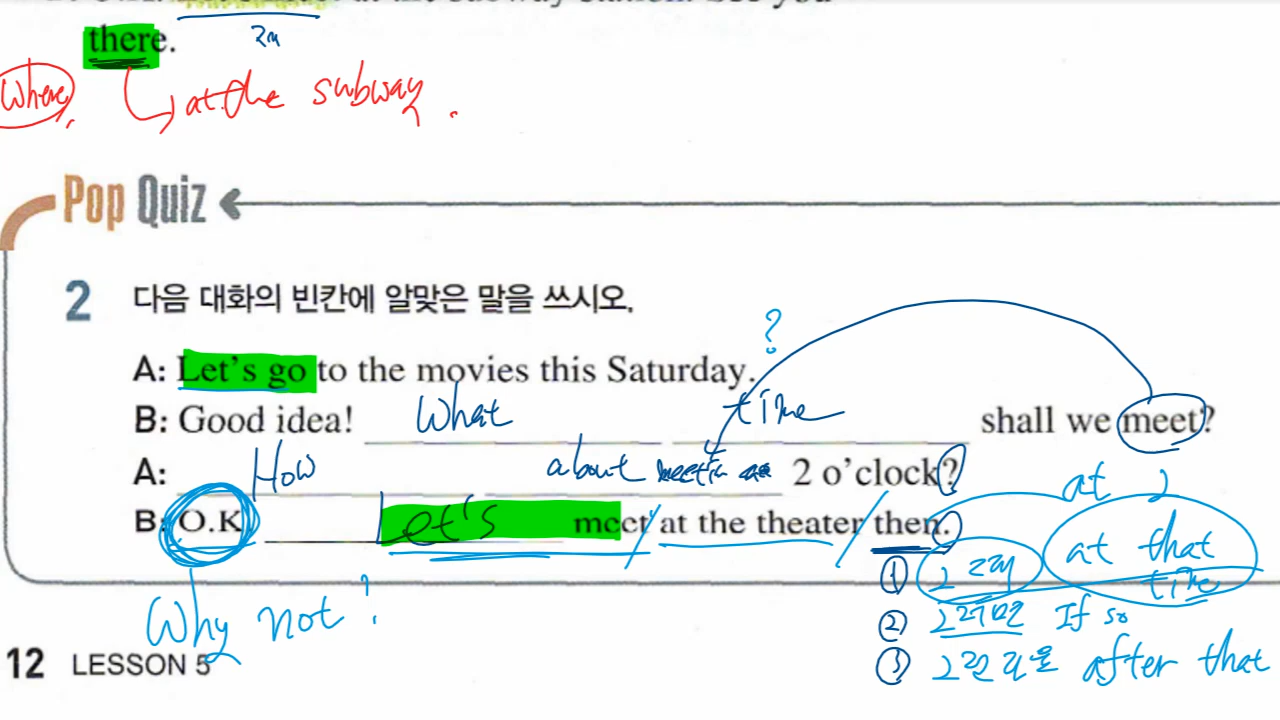 there.
2개
Where, at the subway.
Pop Quiz
2 다음 대화의 빈칸에 알맞은 말을 쓰시오.
?
A: Let's go to the movies this Saturday.
B: Good idea! What time shall we meet?
A: How about 2 o'clock?
at 2
B: O.K Let's meet / at the theater / then.
at that time
① 그 때
Why not?
② 그러면 If so
③ 그런 다음 after that
12 LESSON 5